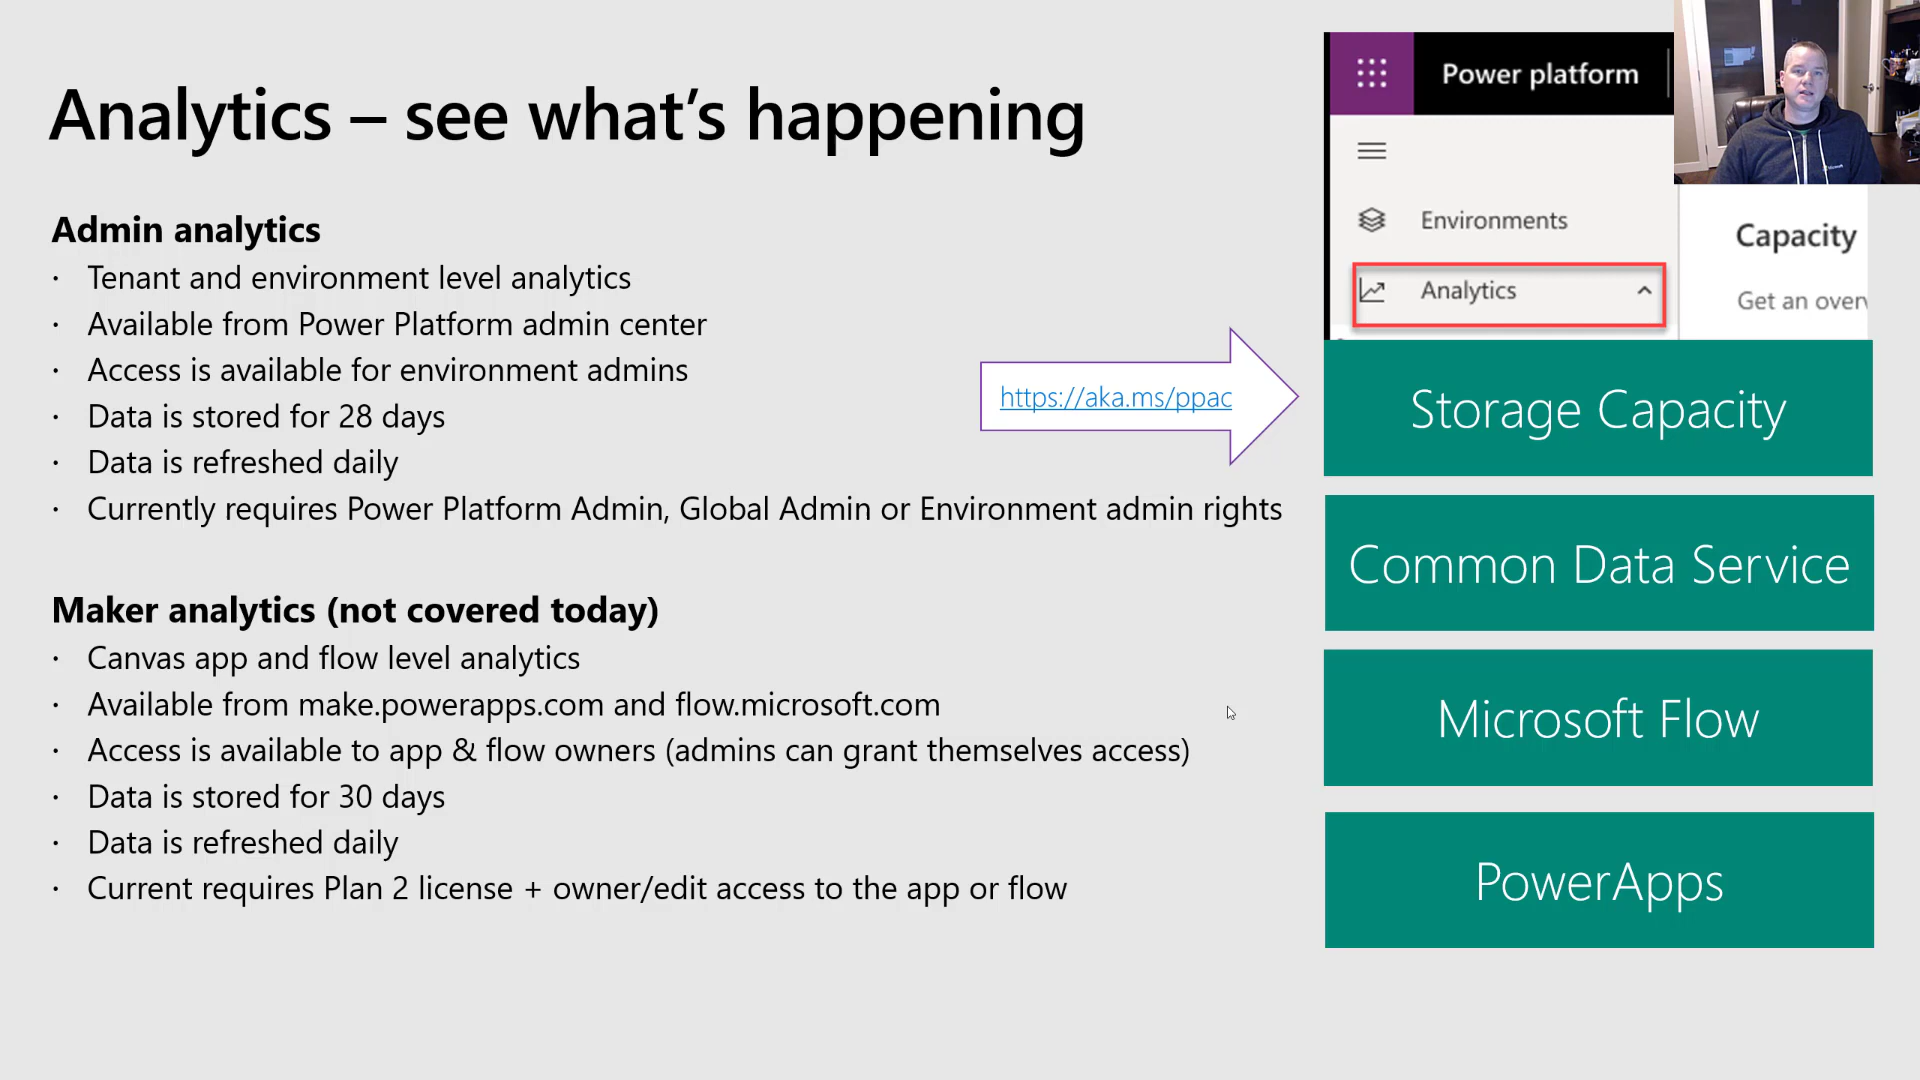 Analytics – see what's happening
Admin analytics
· Tenant and environment level analytics
· Available from Power Platform admin center
· Access is available for environment admins
· Data is stored for 28 days
· Data is refreshed daily
· Currently requires Power Platform Admin, Global Admin or Environment admin rights
Maker analytics (not covered today)
· Canvas app and flow level analytics
· Available from make.powerapps.com and flow.microsoft.com
· Access is available to app & flow owners (admins can grant themselves access)
· Data is stored for 30 days
· Data is refreshed daily
· Current requires Plan 2 license + owner/edit access to the app or flow
https://aka.ms/ppac
Power platform
Environments
Analytics
Capacity
Get an over
Storage Capacity
Common Data Service
Microsoft Flow
PowerApps